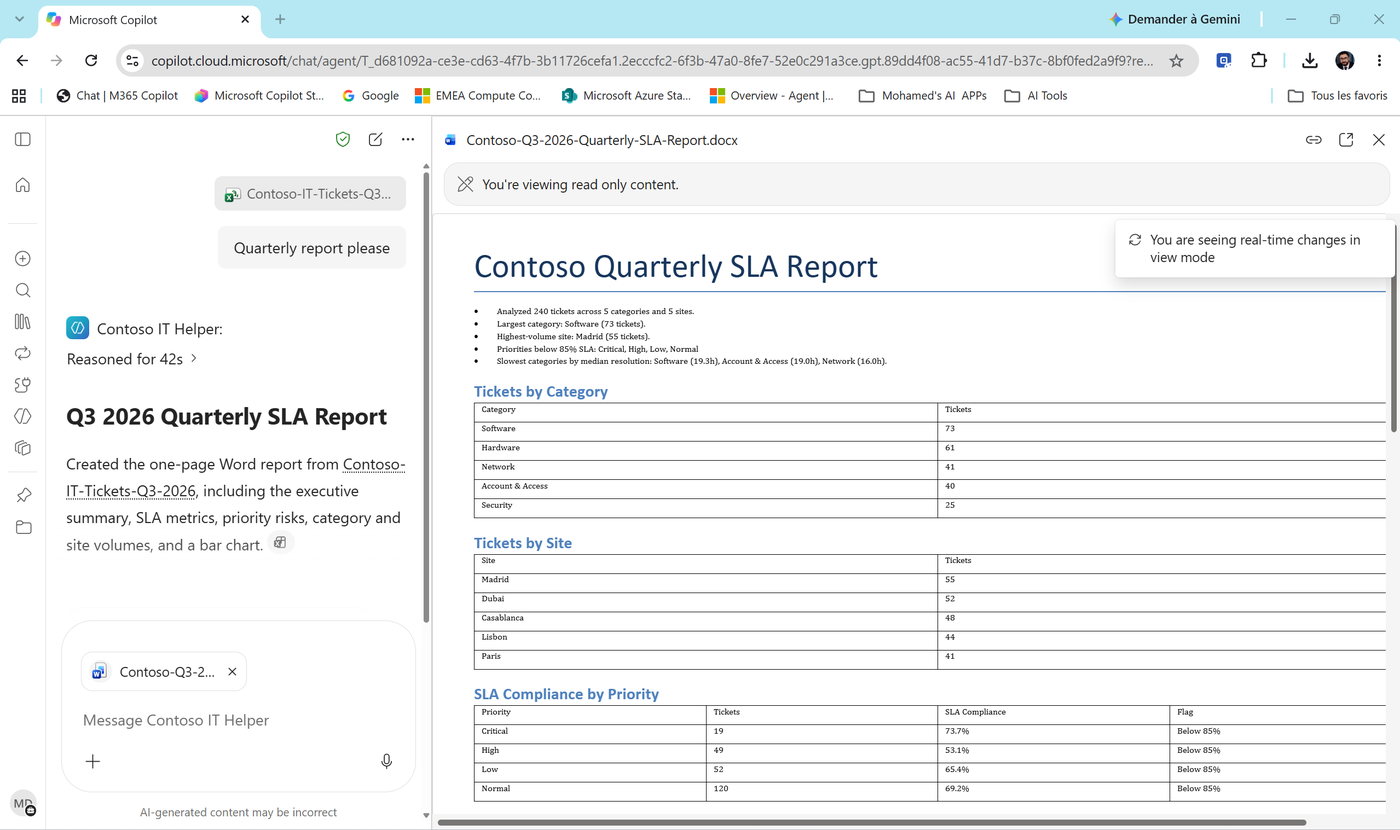 Microsoft Copilot
Demander à Gemini
copilot.cloud.microsoft/chat/agent/T_d681092a-ce3e-cd63-4f7b-3b11726cefa1.2ecccfc2-6f3b-47a0-8fe7-52e0c291a3ce.gpt.89dd4f08-ac55-41d7-b37c-8bf0fed2a9f9?re...
Chat | M365 Copilot
Microsoft Copilot St...
Google
EMEA Compute Co...
Microsoft Azure Sta...
Overview - Agent |...
Mohamed's AI APPs
AI Tools
Tous les favoris
Contoso-IT-Tickets-Q3...
Quarterly report please
Contoso IT Helper:
Reasoned for 42s
Q3 2026 Quarterly SLA Report
Created the one-page Word report from Contoso-
IT-Tickets-Q3-2026, including the executive
summary, SLA metrics, priority risks, category and
site volumes, and a bar chart.
Contoso-Q3-2...
Message Contoso IT Helper
AI-generated content may be incorrect
MD
Contoso-Q3-2026-Quarterly-SLA-Report.docx
You're viewing read only content.
You are seeing real-time changes in
view mode
Contoso Quarterly SLA Report
• Analyzed 240 tickets across 5 categories and 5 sites.
• Largest category: Software (73 tickets).
• Highest-volume site: Madrid (55 tickets).
• Priorities below 85% SLA: Critical, High, Low, Normal
• Slowest categories by median resolution: Software (19.3h), Account & Access (19.0h), Network (16.0h).
Tickets by Category
Category Tickets
Software 73
Hardware 61
Network 41
Account & Access 40
Security 25
Tickets by Site
Site Tickets
Madrid 55
Dubai 52
Casablanca 48
Lisbon 44
Paris 41
SLA Compliance by Priority
Priority Tickets SLA Compliance Flag
Critical 19 73.7% Below 85%
High 49 53.1% Below 85%
Low 52 65.4% Below 85%
Normal 120 69.2% Below 85%